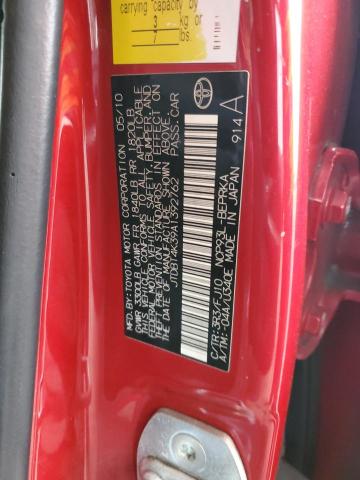 carrying capacity by
3 kg or
7 lbs.
MFD. BY: TOYOTA MOTOR CORPORATION 05/10
GVWR 3300LB GAWR FR 1840LB RR 1820LB
THIS VEHICLE CONFORMS TO ALL APPLICABLE
FEDERAL MOTOR VEHICLE SAFETY, BUMPER, AND
THEFT PREVENTION STANDARDS IN EFFECT ON
THE DATE OF MANUFACTURE SHOWN ABOVE.
JTDBT4K39A1392762 PASS.CAR
C/TR:3R3/FJ10 NCP93L-BEPRKA
A/TM:-04A/U340E MADE IN JAPAN
914 A